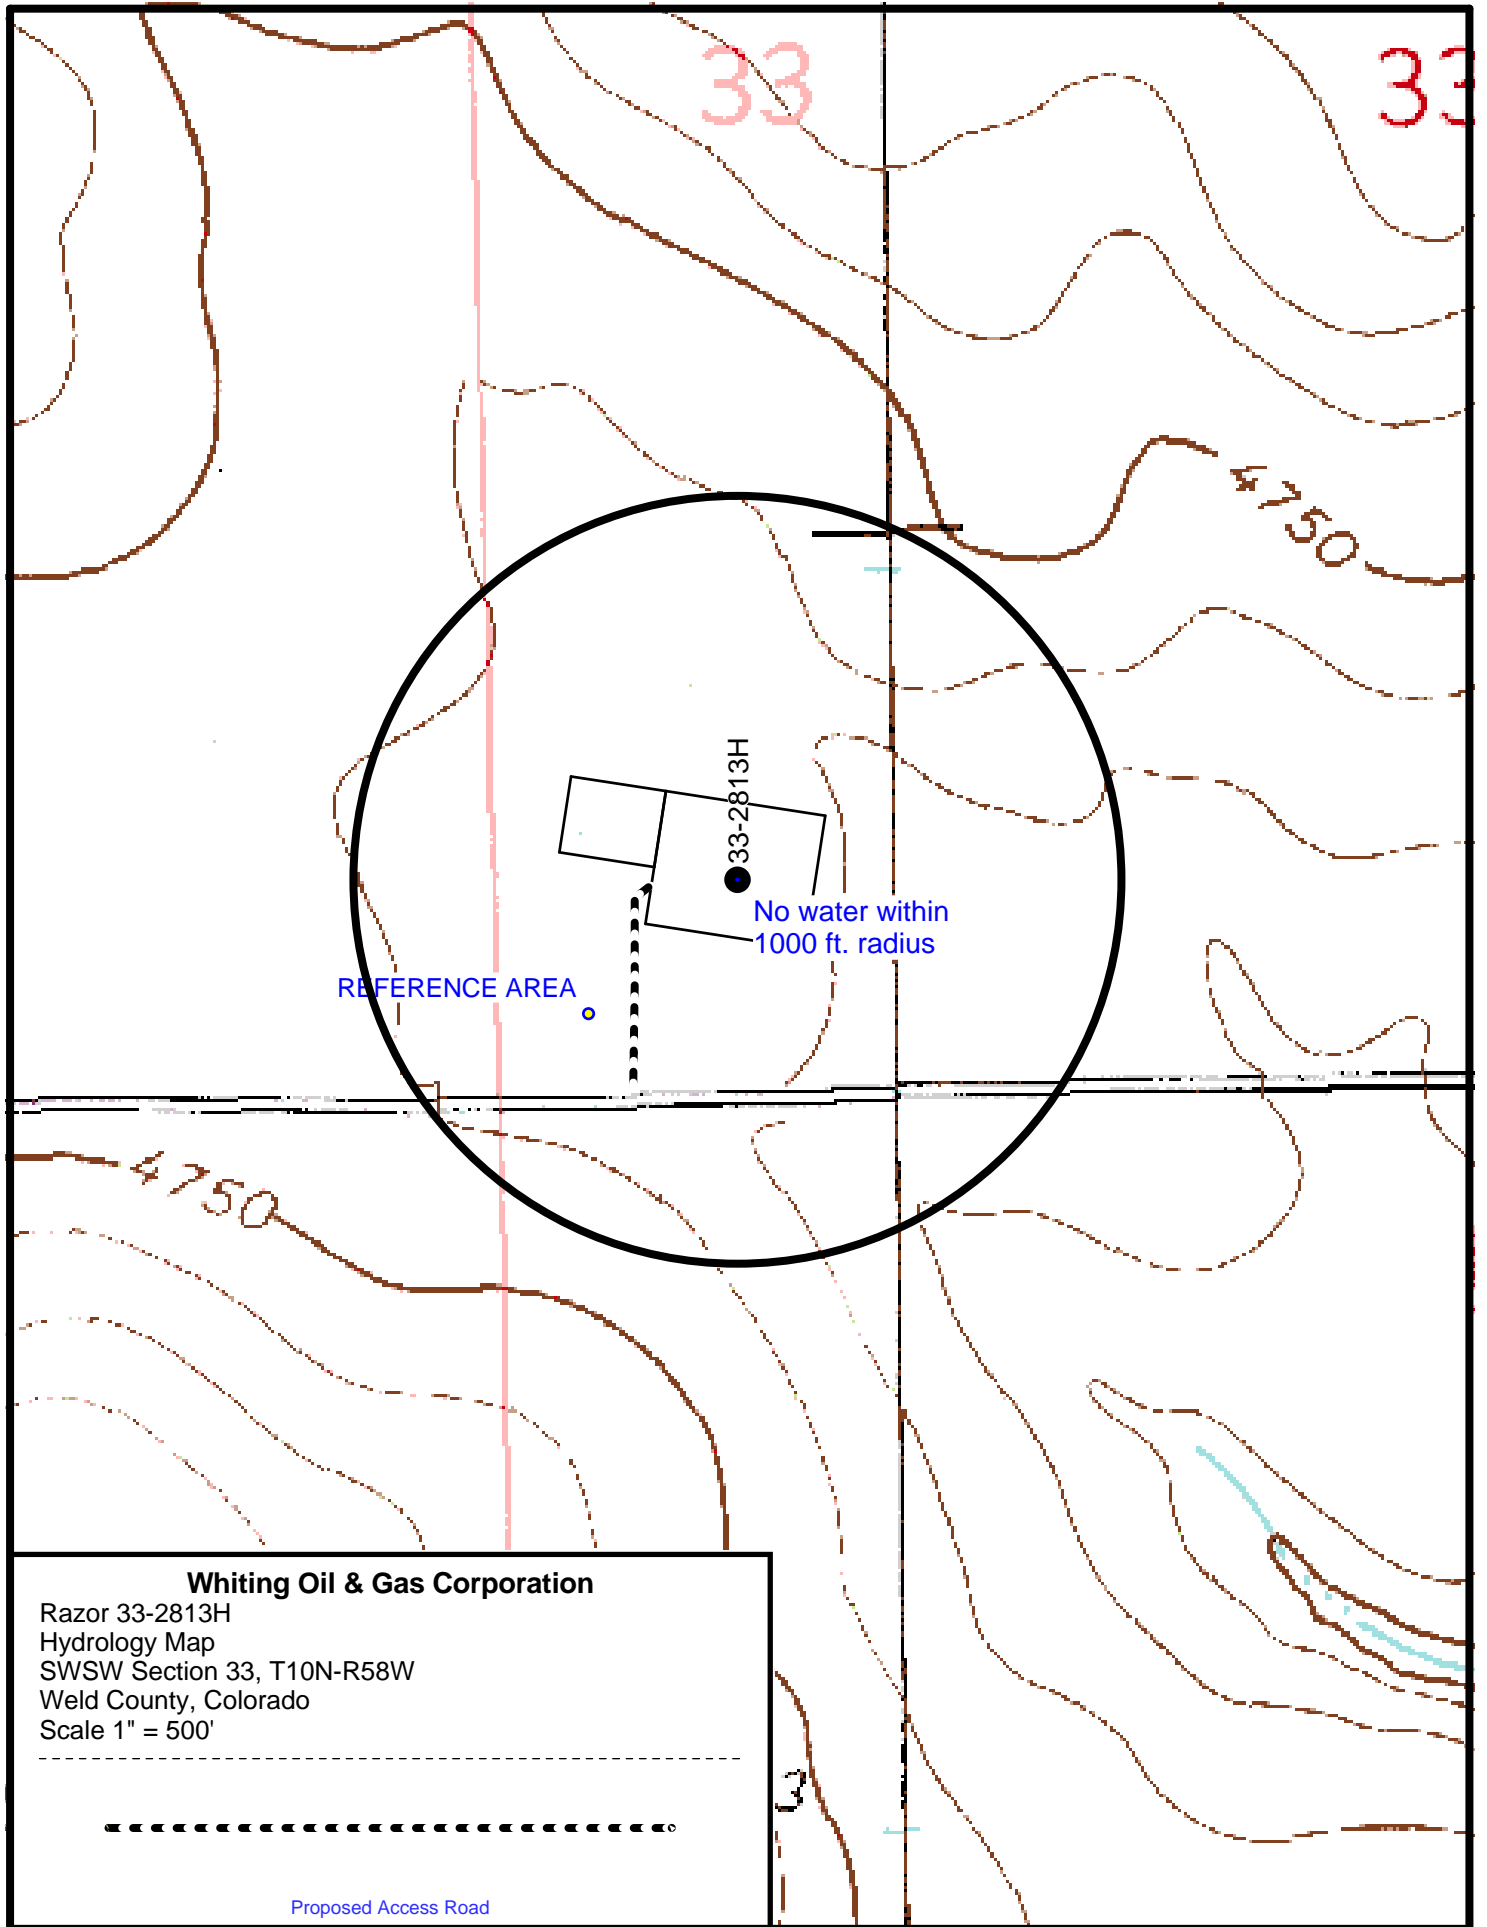 33
33
4750
33-2813H
No water within
1000 ft. radius
REFERENCE AREA
4750
Whiting Oil & Gas Corporation
Razor 33-2813H
Hydrology Map
SWSW Section 33, T10N-R58W
Weld County, Colorado
Scale 1" = 500'
3
Proposed Access Road